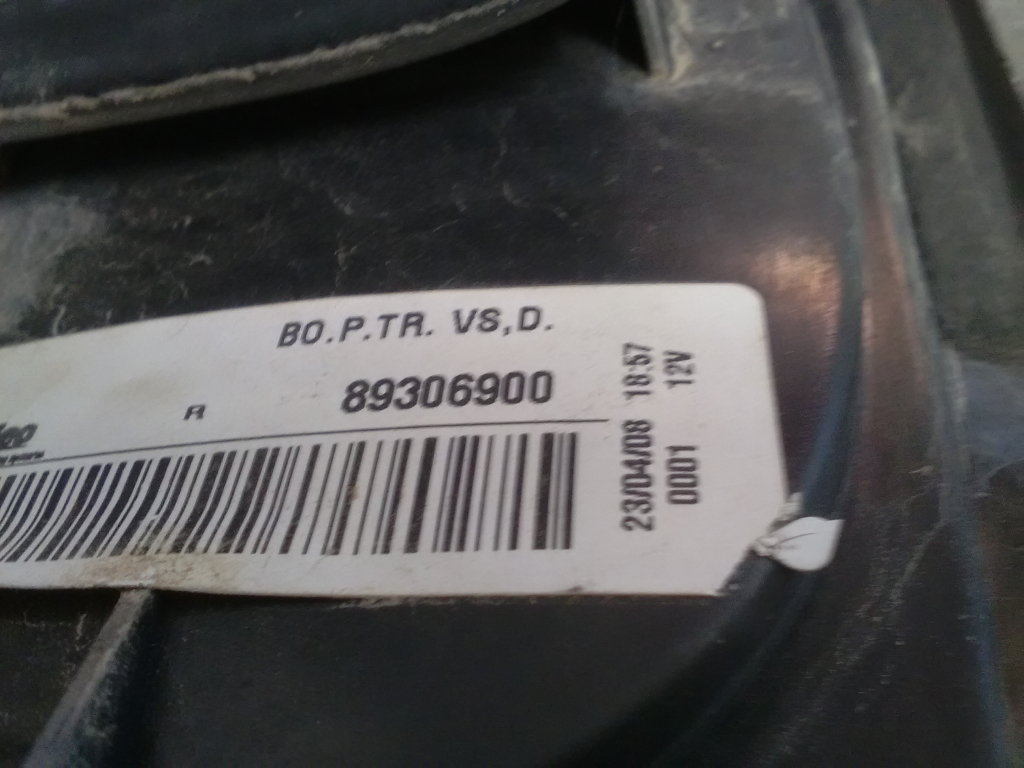 BO.P.TR. VS,D.
R 89306900
23/04/08 18:57
0001 12V